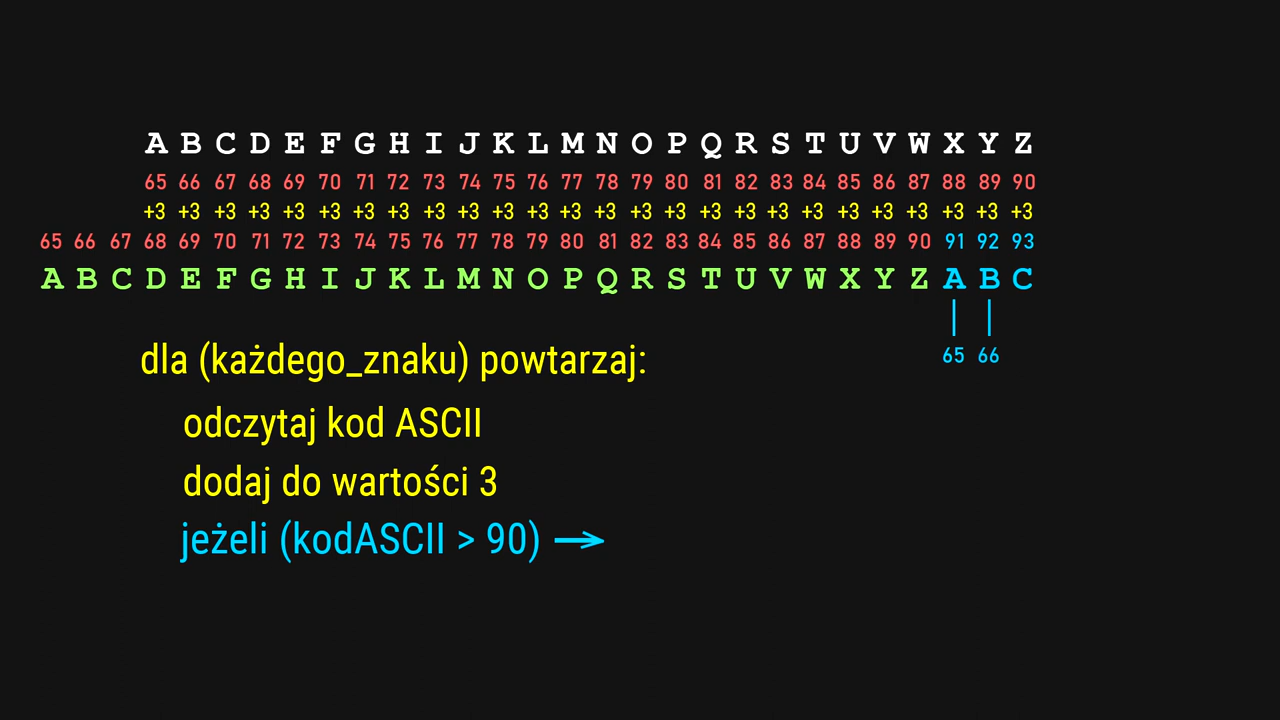 A B C D E F G H I J K L M N O P Q R S T U V W X Y Z
65 66 67 68 69 70 71 72 73 74 75 76 77 78 79 80 81 82 83 84 85 86 87 88 89 90
+3 +3 +3 +3 +3 +3 +3 +3 +3 +3 +3 +3 +3 +3 +3 +3 +3 +3 +3 +3 +3 +3 +3 +3 +3 +3
65 66 67 68 69 70 71 72 73 74 75 76 77 78 79 80 81 82 83 84 85 86 87 88 89 90 91 92 93
A B C D E F G H I J K L M N O P Q R S T U V W X Y Z A B C
65 66
dla (każdego_znaku) powtarzaj:
odczytaj kod ASCII
dodaj do wartości 3
jeżeli (kodASCII > 90) →